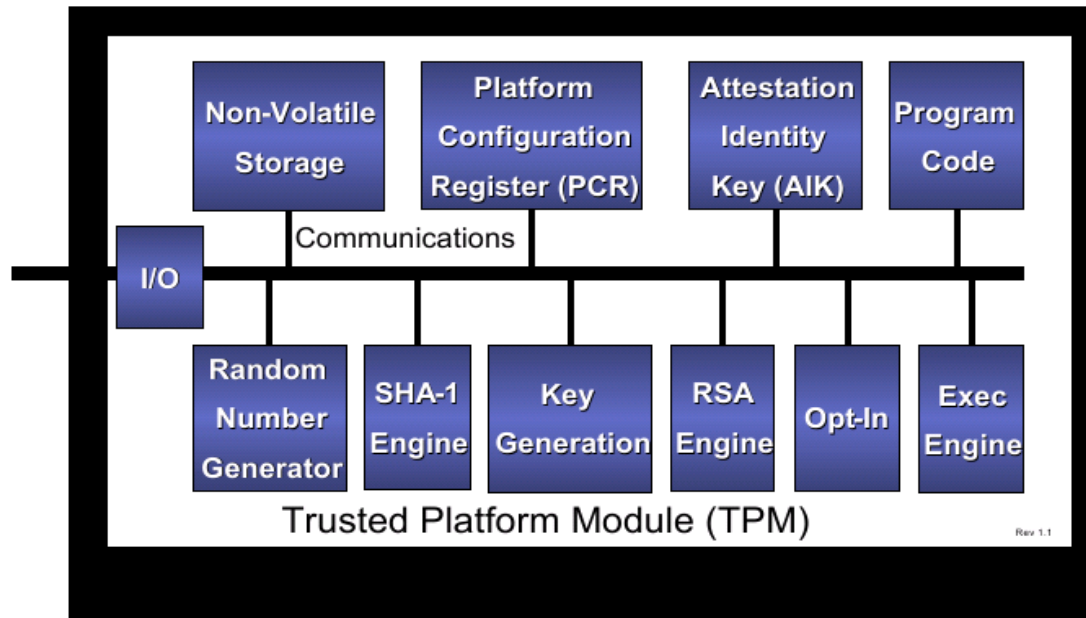 Non-Volatile
Storage
Platform
Configuration
Register (PCR)
Attestation
Identity
Key (AIK)
Program
Code
Communications
I/O
Random
Number
Generator
SHA-1
Engine
Key
Generation
RSA
Engine
Opt-In
Exec
Engine
Trusted Platform Module (TPM)
Rev 1.1